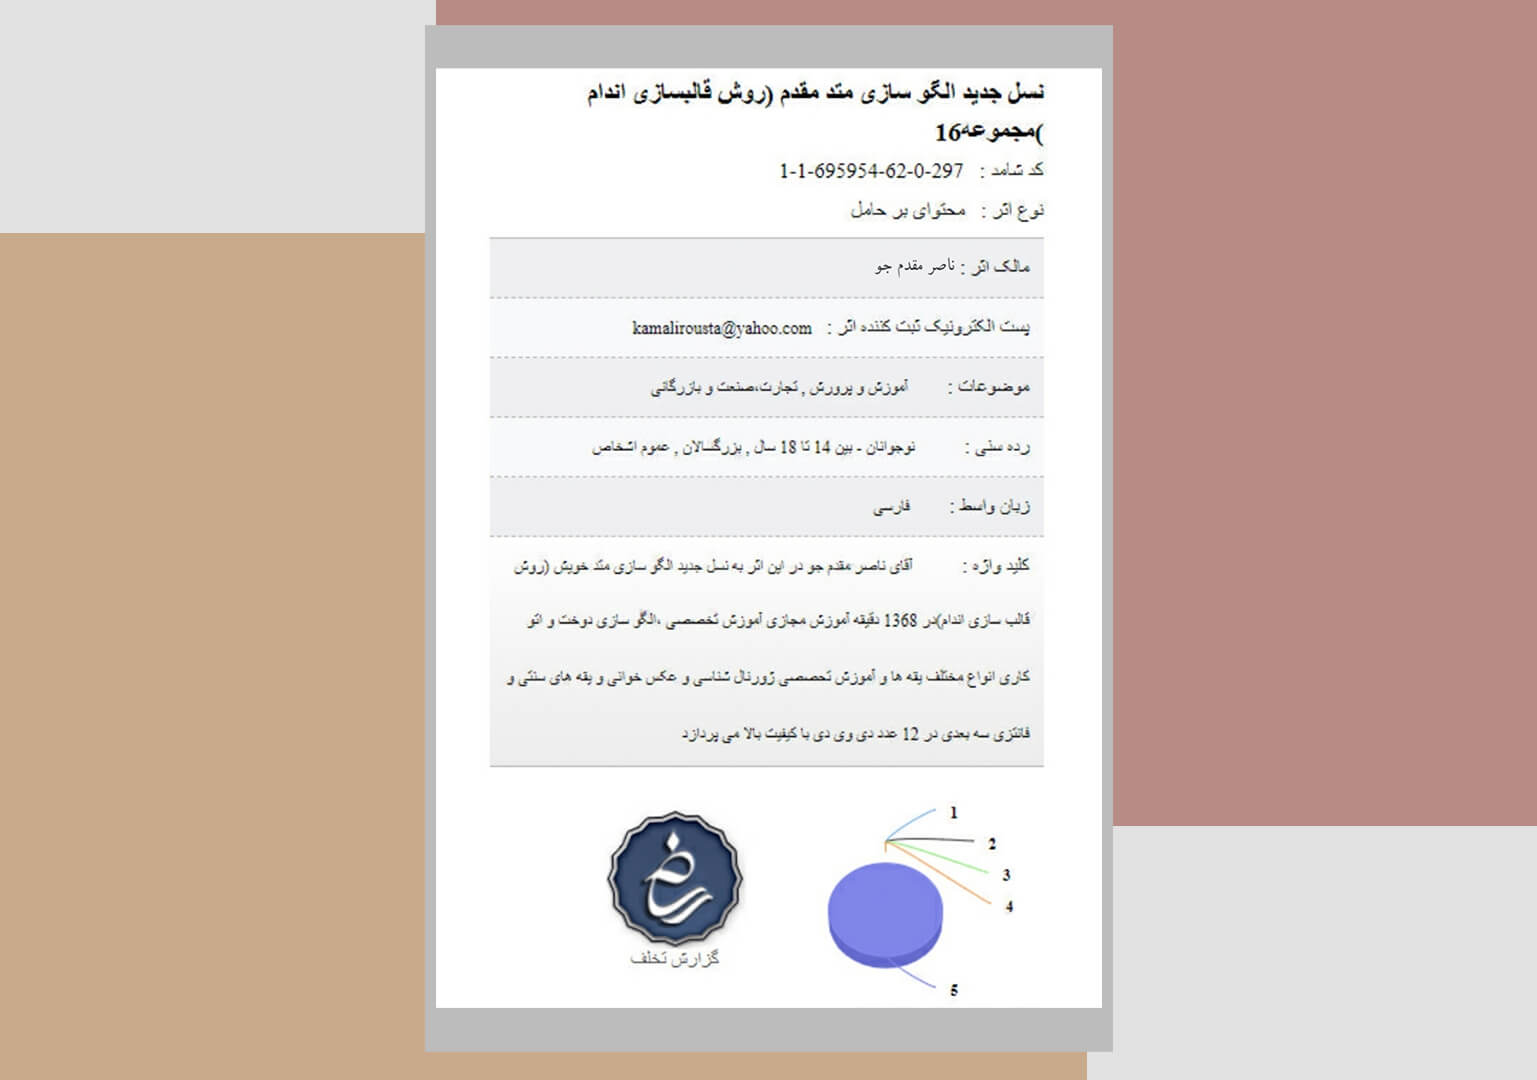 نسل جدید الگو سازی متد مقدم (روش قالبسازی اندام
)مجموعه16
کد شامد : 1-1-695954-62-0-297
نوع اثر : محتوای بر حامل
مالک اثر : ناصر مقدم جو
پست الکترونیک ثبت کننده اثر : kamalirousta@yahoo.com
موضوعات : آموزش و پرورش , تجارت،صنعت و بازرگانی
رده سنی : نوجوانان - بین 14 تا 18 سال , بزرگسالان , عموم اشخاص
زبان واسط : فارسی
کلید واژه : آقای ناصر مقدم جو در این اثر به نسل جدید الگو سازی متد خویش (روش
قالب سازی اندام)در 1368 دقیقه آموزش مجازی آموزش تخصصی ،الگو سازی دوخت و اتو
کاری انواع مختلف یقه ها و آموزش تحصصی ژورنال شناسی و عکس خوانی و یقه های سنتی و
فانتزی سه بعدی در 12 عدد دی وی دی با کیفیت بالا می پردازد
1
2
3
4
5
گزارش تخلف